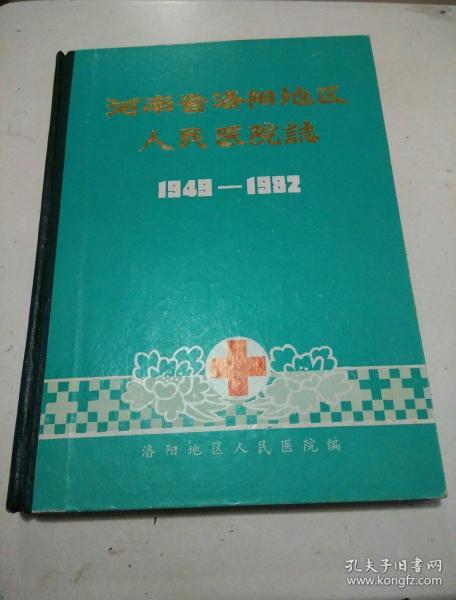 河南省洛阳地区
人民医院誌
1949—1982
洛阳地区人民医院编
孔夫子旧书网
www.kongfz.com